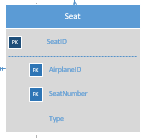 Seat
PK SeatID
FK AirplaneID
FK SeatNumber
Type